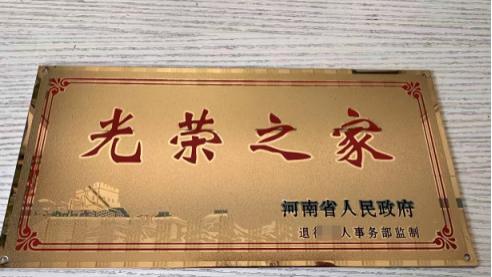 光荣之家
河南省人民政府
退 人事务部监制